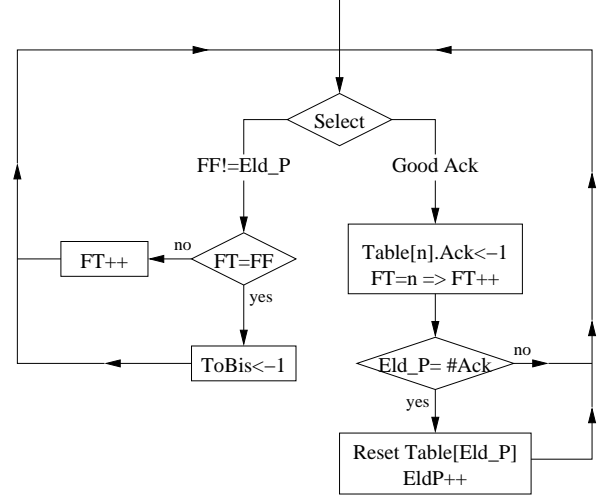 Select
FF!=Eld_P
Good Ack
FT++
no
FT=FF
yes
ToBis<−1
Table[n].Ack<−1
FT=n => FT++
Eld_P= #Ack
no
yes
Reset Table[Eld_P]
EldP++